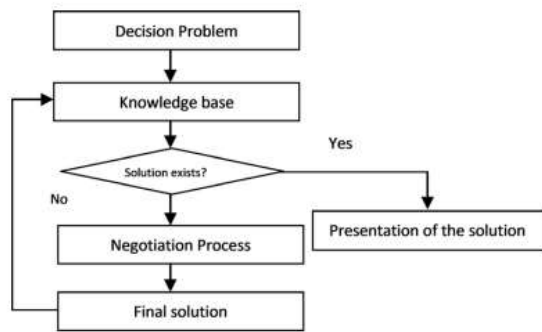 Decision Problem
Knowledge base
Yes
Solution exists?
No
Presentation of the solution
Negotiation Process
Final solution